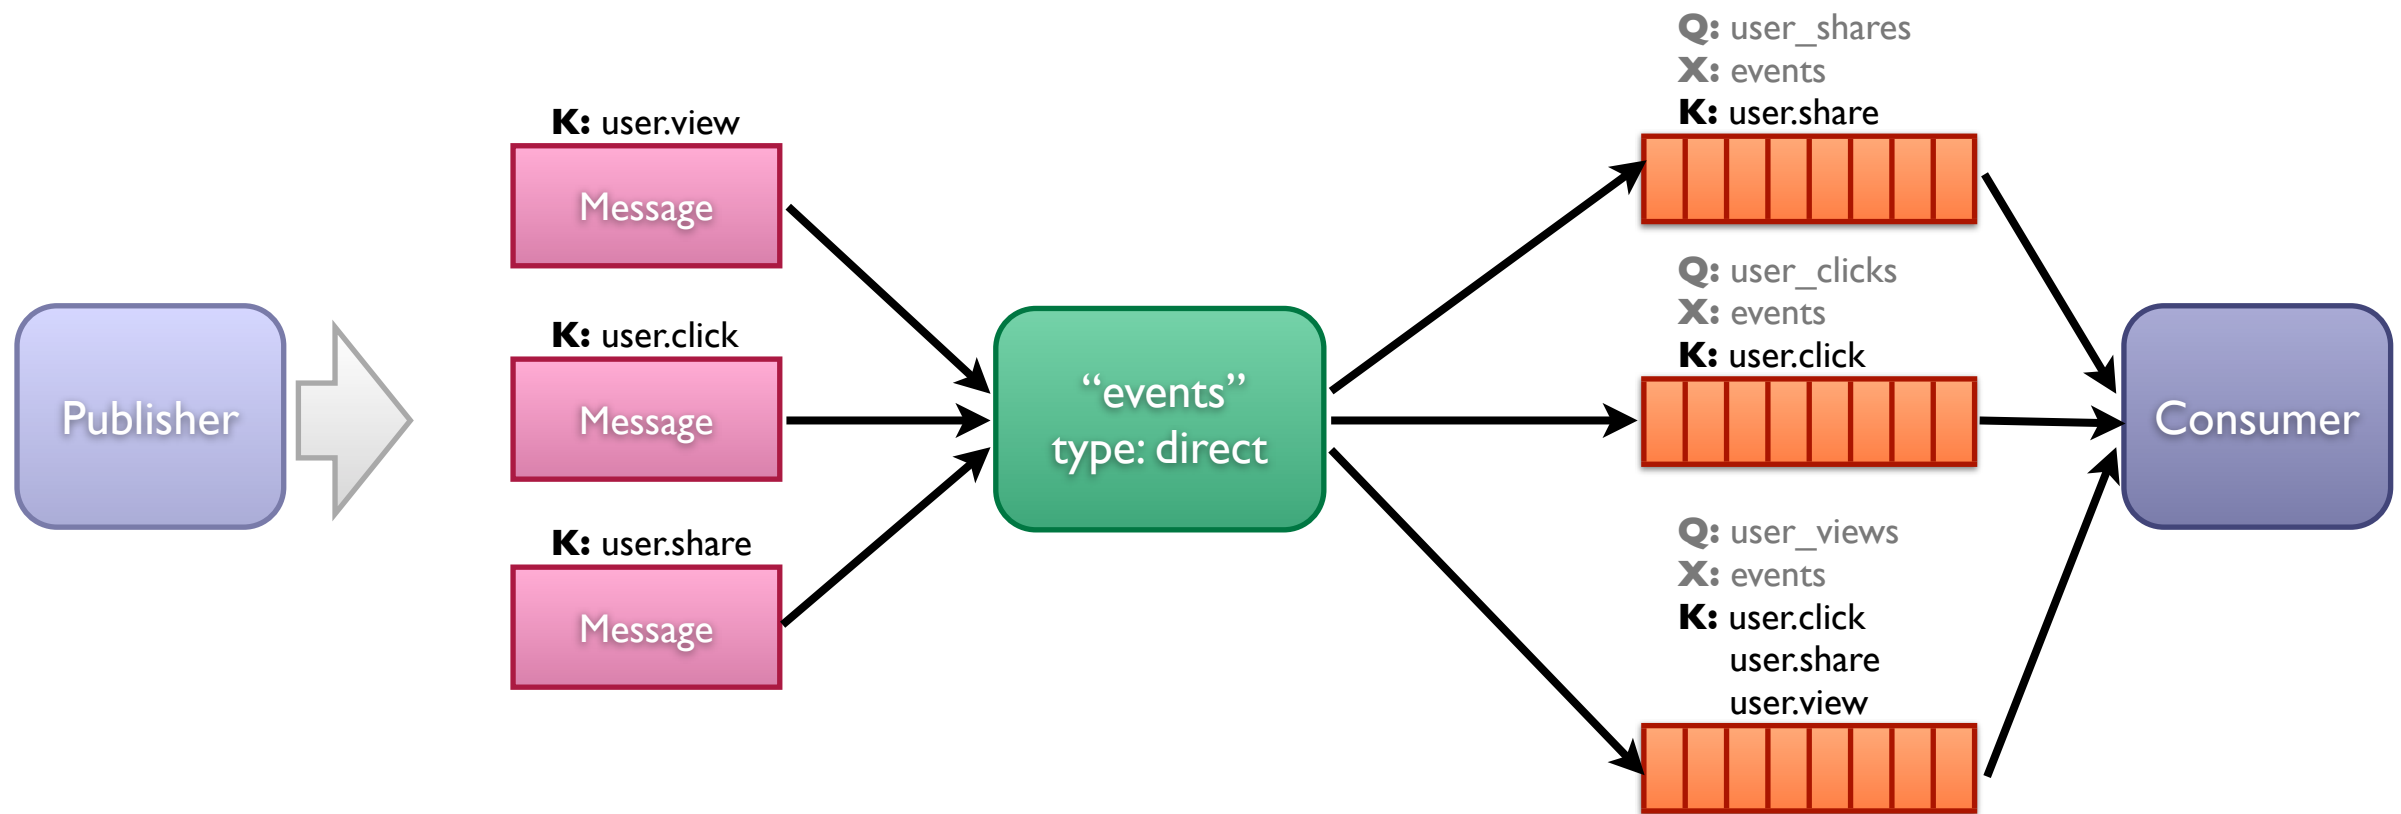 Publisher
K: user.view
Message
K: user.click
Message
K: user.share
Message
“events”
type: direct
Q: user_shares
X: events
K: user.share
Q: user_clicks
X: events
K: user.click
Q: user_views
X: events
K: user.click
user.share
user.view
Consumer